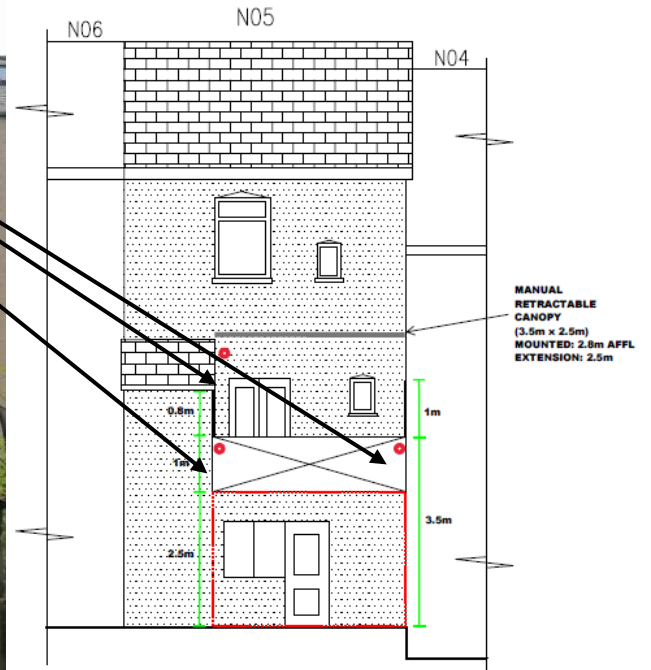 N06
N05
N04
MANUAL
RETRACTABLE
CANOPY
(3.5m x 2.5m)
MOUNTED: 2.8m AFFL
EXTENSION: 2.5m
0.8m
1m
1m
3.5m
2.5m